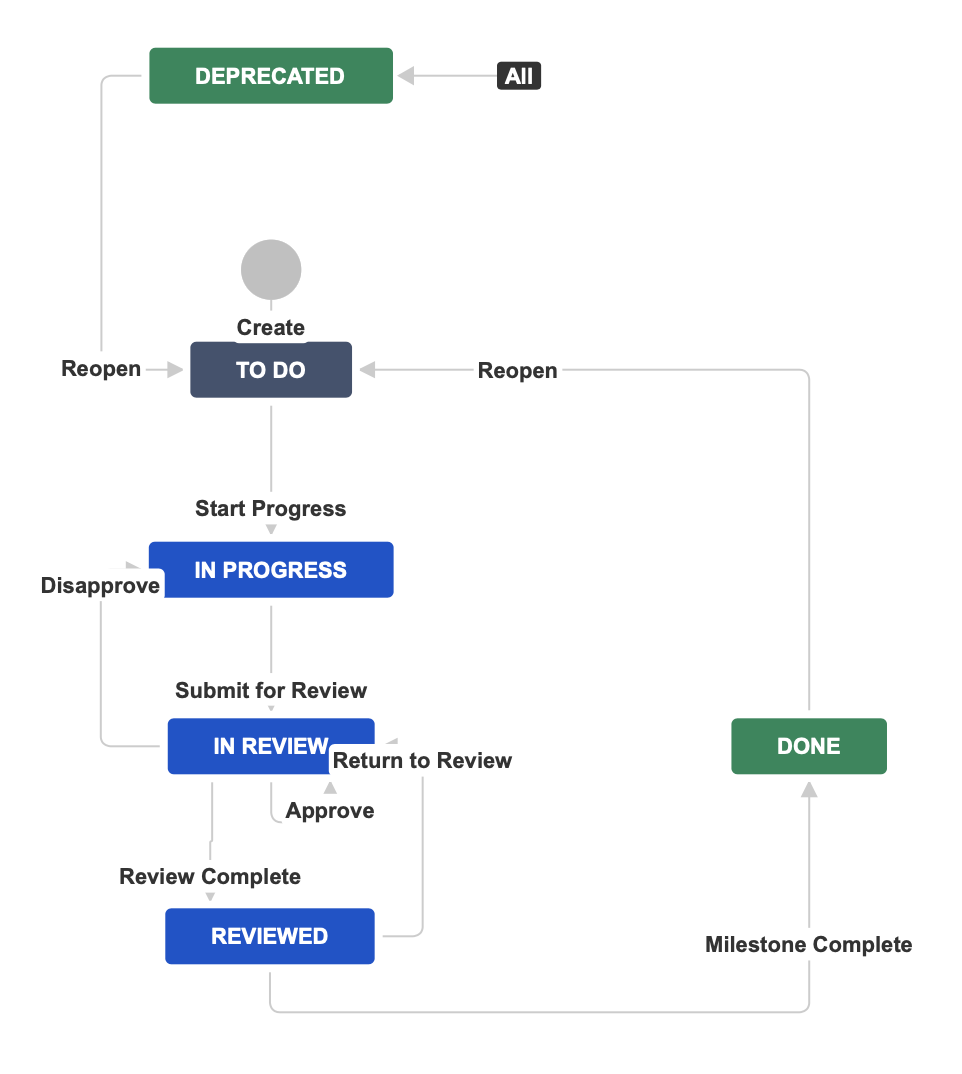 DEPRECATED
All
Create
Reopen
TO DO
Reopen
Start Progress
IN PROGRESS
Disapprove
Submit for Review
IN REVIEW
DONE
Return to Review
Approve
Review Complete
REVIEWED
Milestone Complete